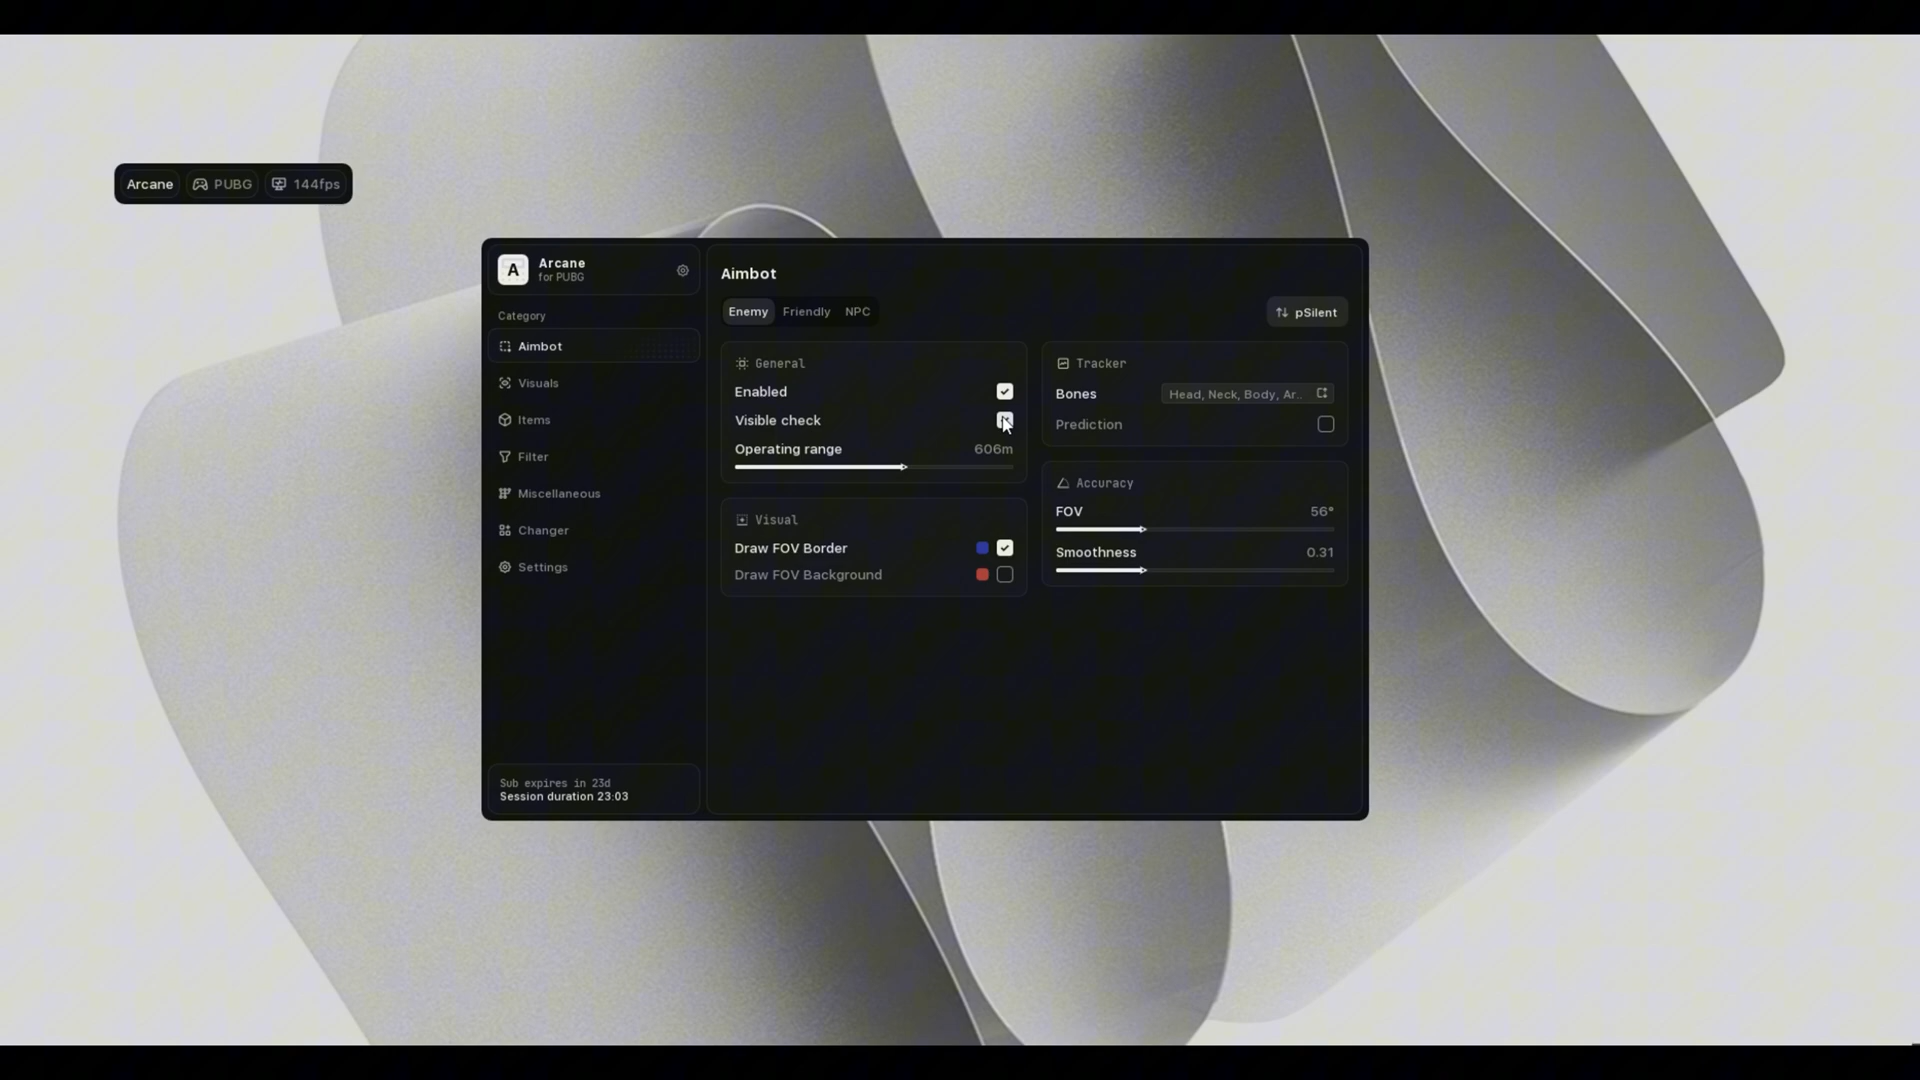 Arcane PUBG 144fps
A
Arcane
for PUBG
Category
Aimbot
Visuals
Items
Filter
Miscellaneous
Changer
Settings
Sub expires in 23d
Session duration 23:03
Aimbot
Enemy Friendly NPC
pSilent
General
Enabled
Visible check
Operating range 606m
Visual
Draw FOV Border
Draw FOV Background
Tracker
Bones Head, Neck, Body, Ar..
Prediction
Accuracy
FOV 56°
Smoothness 0.31